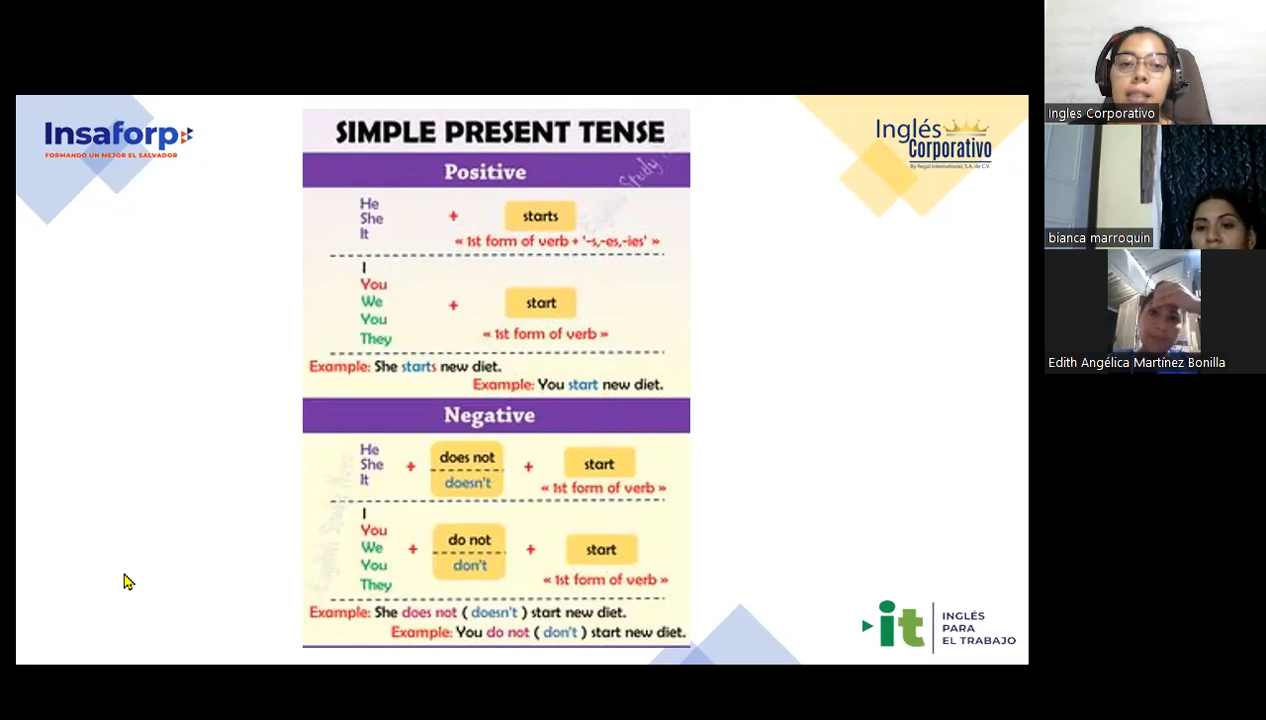 Insaforp
FORMANDO UN MEJOR EL SALVADOR
SIMPLE PRESENT TENSE
Positive
He
She
It
+
starts
« 1st form of verb + '-s,-es,-ies' »
I
You
We
You
They
+
start
« 1st form of verb »
Example: She starts new diet.
Example: You start new diet.
Negative
He
She
It
+
does not
doesn't
+
start
« 1st form of verb »
I
You
We
You
They
+
do not
don't
+
start
« 1st form of verb »
Example: She does not ( doesn't ) start new diet.
Example: You do not ( don't ) start new diet.
Inglés
Corporativo
By Regal International, S.A. de C.V.
it
INGLÉS
PARA
EL TRABAJO
Ingles Corporativo
bianca marroquin
Edith Angélica Martínez Bonilla